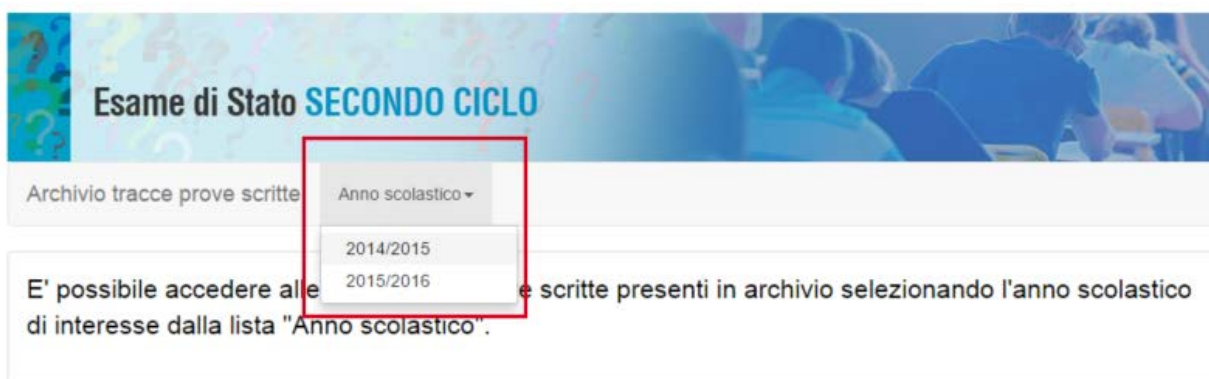 Esame di Stato SECONDO CICLO
Archivio tracce prove scritte Anno scolastico
2014/2015
2015/2016
E' possibile accedere alle e scritte presenti in archivio selezionando l'anno scolastico
di interesse dalla lista "Anno scolastico".